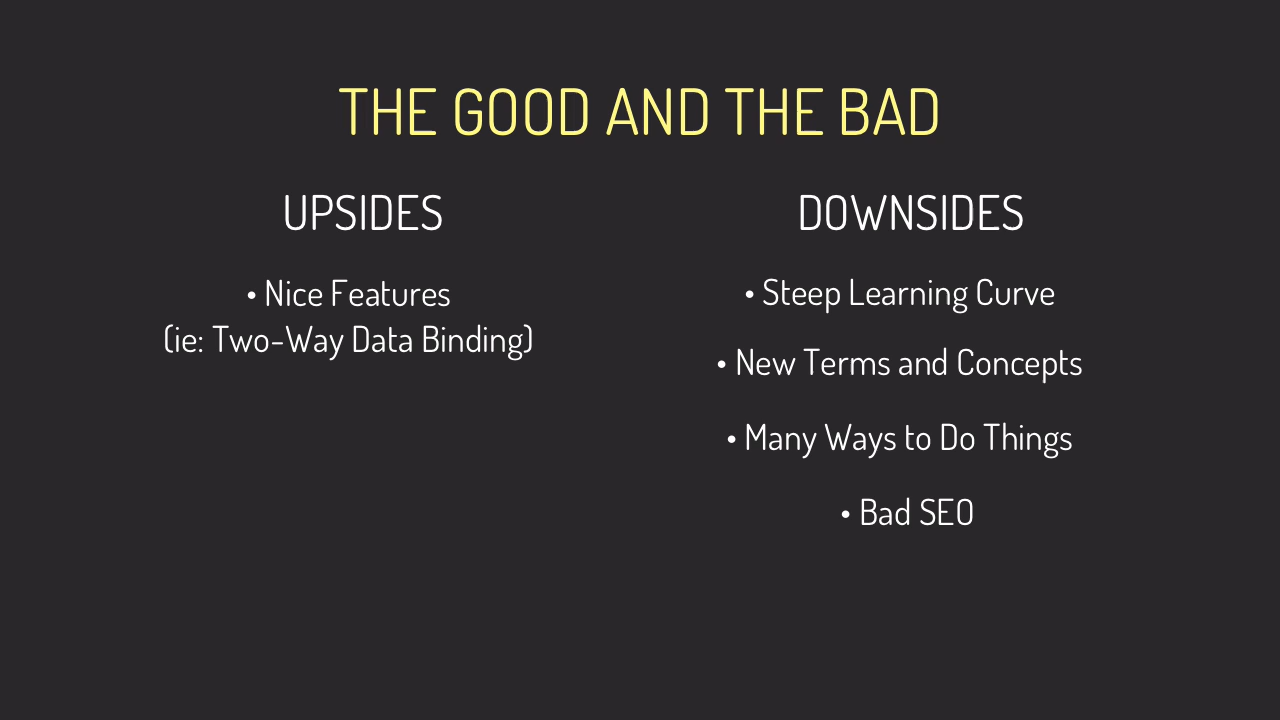 THE GOOD AND THE BAD
UPSIDES
• Nice Features
(ie: Two-Way Data Binding)
DOWNSIDES
• Steep Learning Curve
• New Terms and Concepts
• Many Ways to Do Things
• Bad SEO